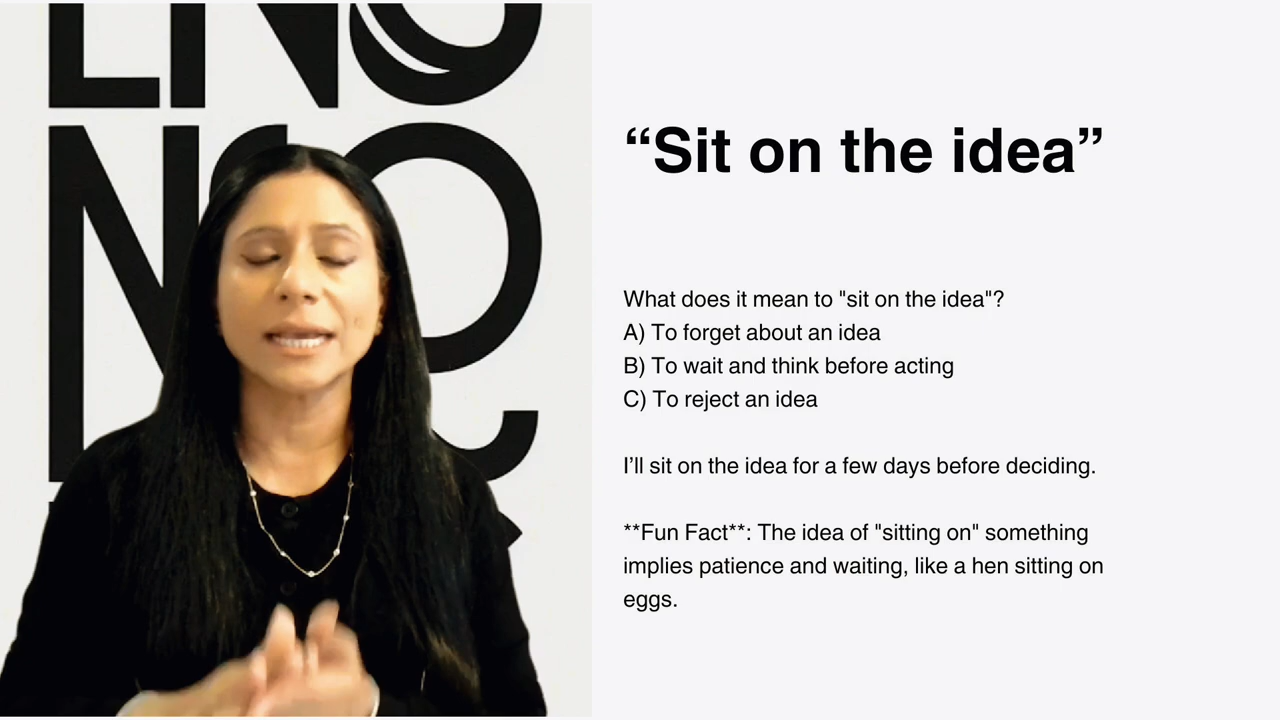 “Sit on the idea”
What does it mean to "sit on the idea"?
A) To forget about an idea
B) To wait and think before acting
C) To reject an idea
I’ll sit on the idea for a few days before deciding.
**Fun Fact**: The idea of "sitting on" something
implies patience and waiting, like a hen sitting on
eggs.